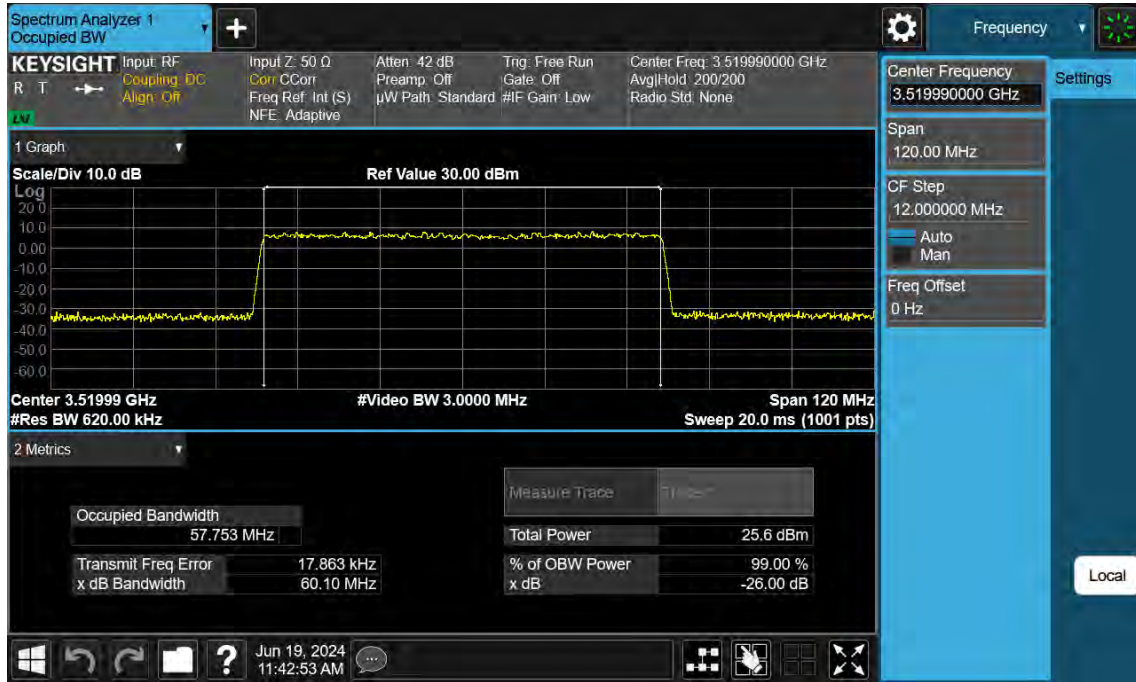 Spectrum Analyzer 1
Occupied BW
Frequency
KEYSIGHT
R T
Input: RF
Coupling: DC
Align: Off
Input Z: 50 Ω
Corr CCorr
Freq Ref: Int (S)
NFE: Adaptive
Atten: 42 dB
Preamp: Off
µW Path: Standard
Trig: Free Run
Gate: Off
#IF Gain: Low
Center Freq: 3.519990000 GHz
Avg|Hold: 200/200
Radio Std: None
Center Frequency
3.519990000 GHz
Settings
Span
120.00 MHz
CF Step
12.000000 MHz
Auto
Man
Freq Offset
0 Hz
1 Graph
Scale/Div 10.0 dB
Ref Value 30.00 dBm
Log
20.0
10.0
0.00
-10.0
-20.0
-30.0
-40.0
-50.0
-60.0
Center 3.51999 GHz
#Video BW 3.0000 MHz
Span 120 MHz
#Res BW 620.00 kHz
Sweep 20.0 ms (1001 pts)
2 Metrics
Measure Trace
Occupied Bandwidth
57.753 MHz
Total Power 25.6 dBm
Transmit Freq Error 17.863 kHz
% of OBW Power 99.00 %
x dB Bandwidth 60.10 MHz
x dB -26.00 dB
Local
?
Jun 19, 2024
11:42:53 AM